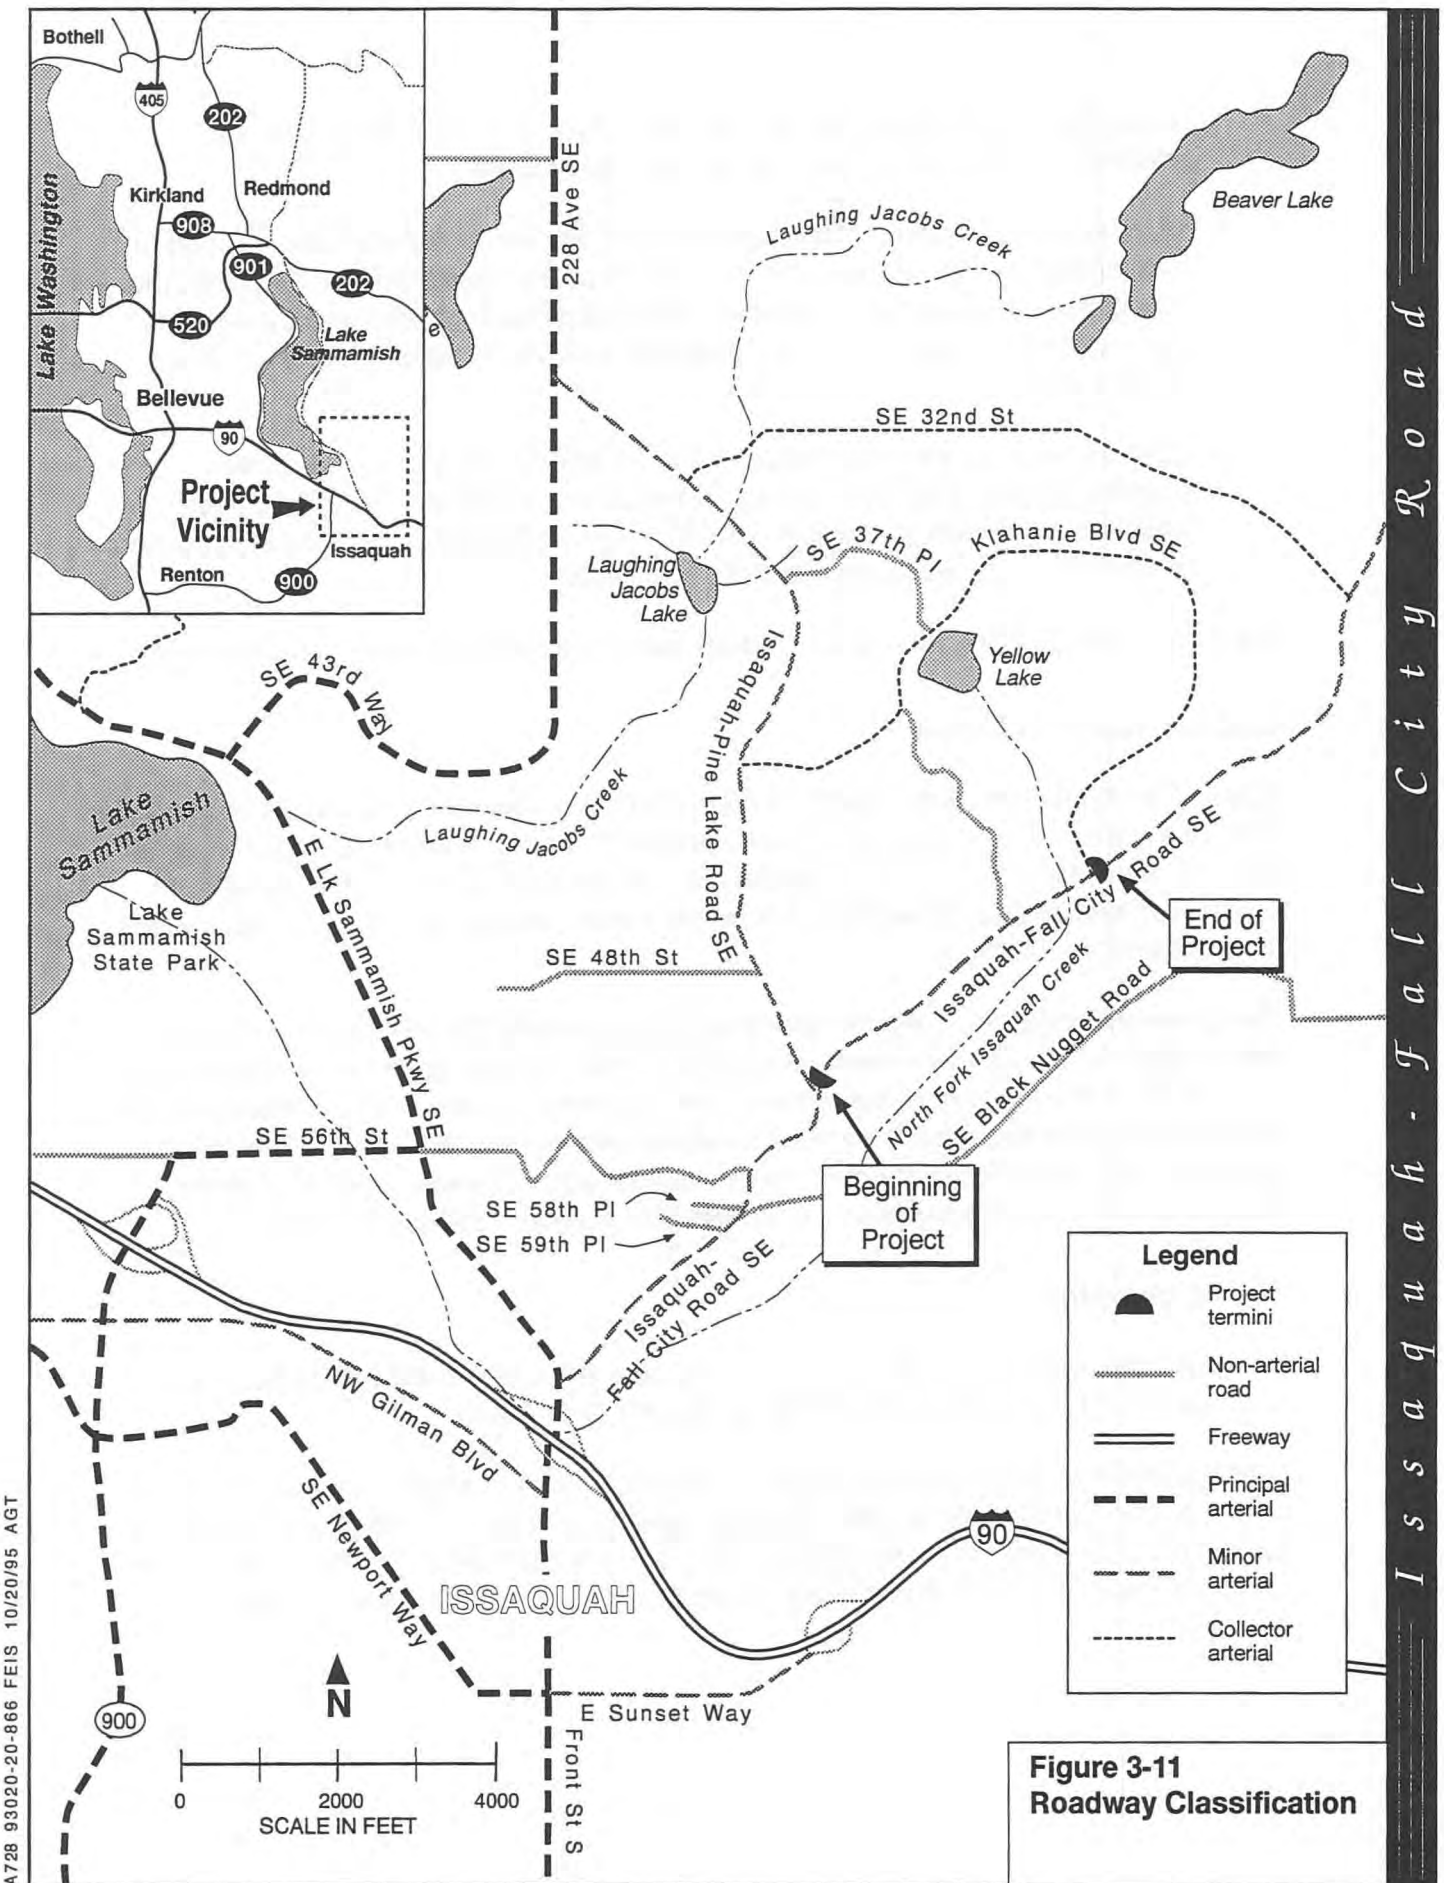 Bothell
405
202
Kirkland
Redmond
908
901
202
520
Lake Washington
Lake
Sammamish
Bellevue
90
Project
Vicinity
Issaquah
Renton
900
e
228 Ave SE
Beaver Lake
Laughing Jacobs Creek
SE 32nd St
SE 37th Pl
Klahanie Blvd SE
Laughing
Jacobs
Lake
Yellow
Lake
Issaquah-Pine Lake Road SE
SE 43rd Way
Lake
Sammamish
Laughing Jacobs Creek
E Lk Sammamish Pkwy SE
Lake
Sammamish
State Park
SE 48th St
Issaquah-Fall City Road SE
End of
Project
North Fork Issaquah Creek
SE Black Nugget Road
SE 56th St
SE 58th Pl
SE 59th Pl
Beginning
of
Project
Issaquah-
Fall-City Road SE
NW Gilman Blvd
SE Newport Way
ISSAQUAH
90
E Sunset Way
Front St S
900
N
0 2000 4000
SCALE IN FEET
Legend
Project
termini
Non-arterial
road
Freeway
Principal
arterial
Minor
arterial
Collector
arterial
Figure 3-11
Roadway Classification
Issaquah - Fall City Road
A728 93020-20-866 FEIS 10/20/95 AGT